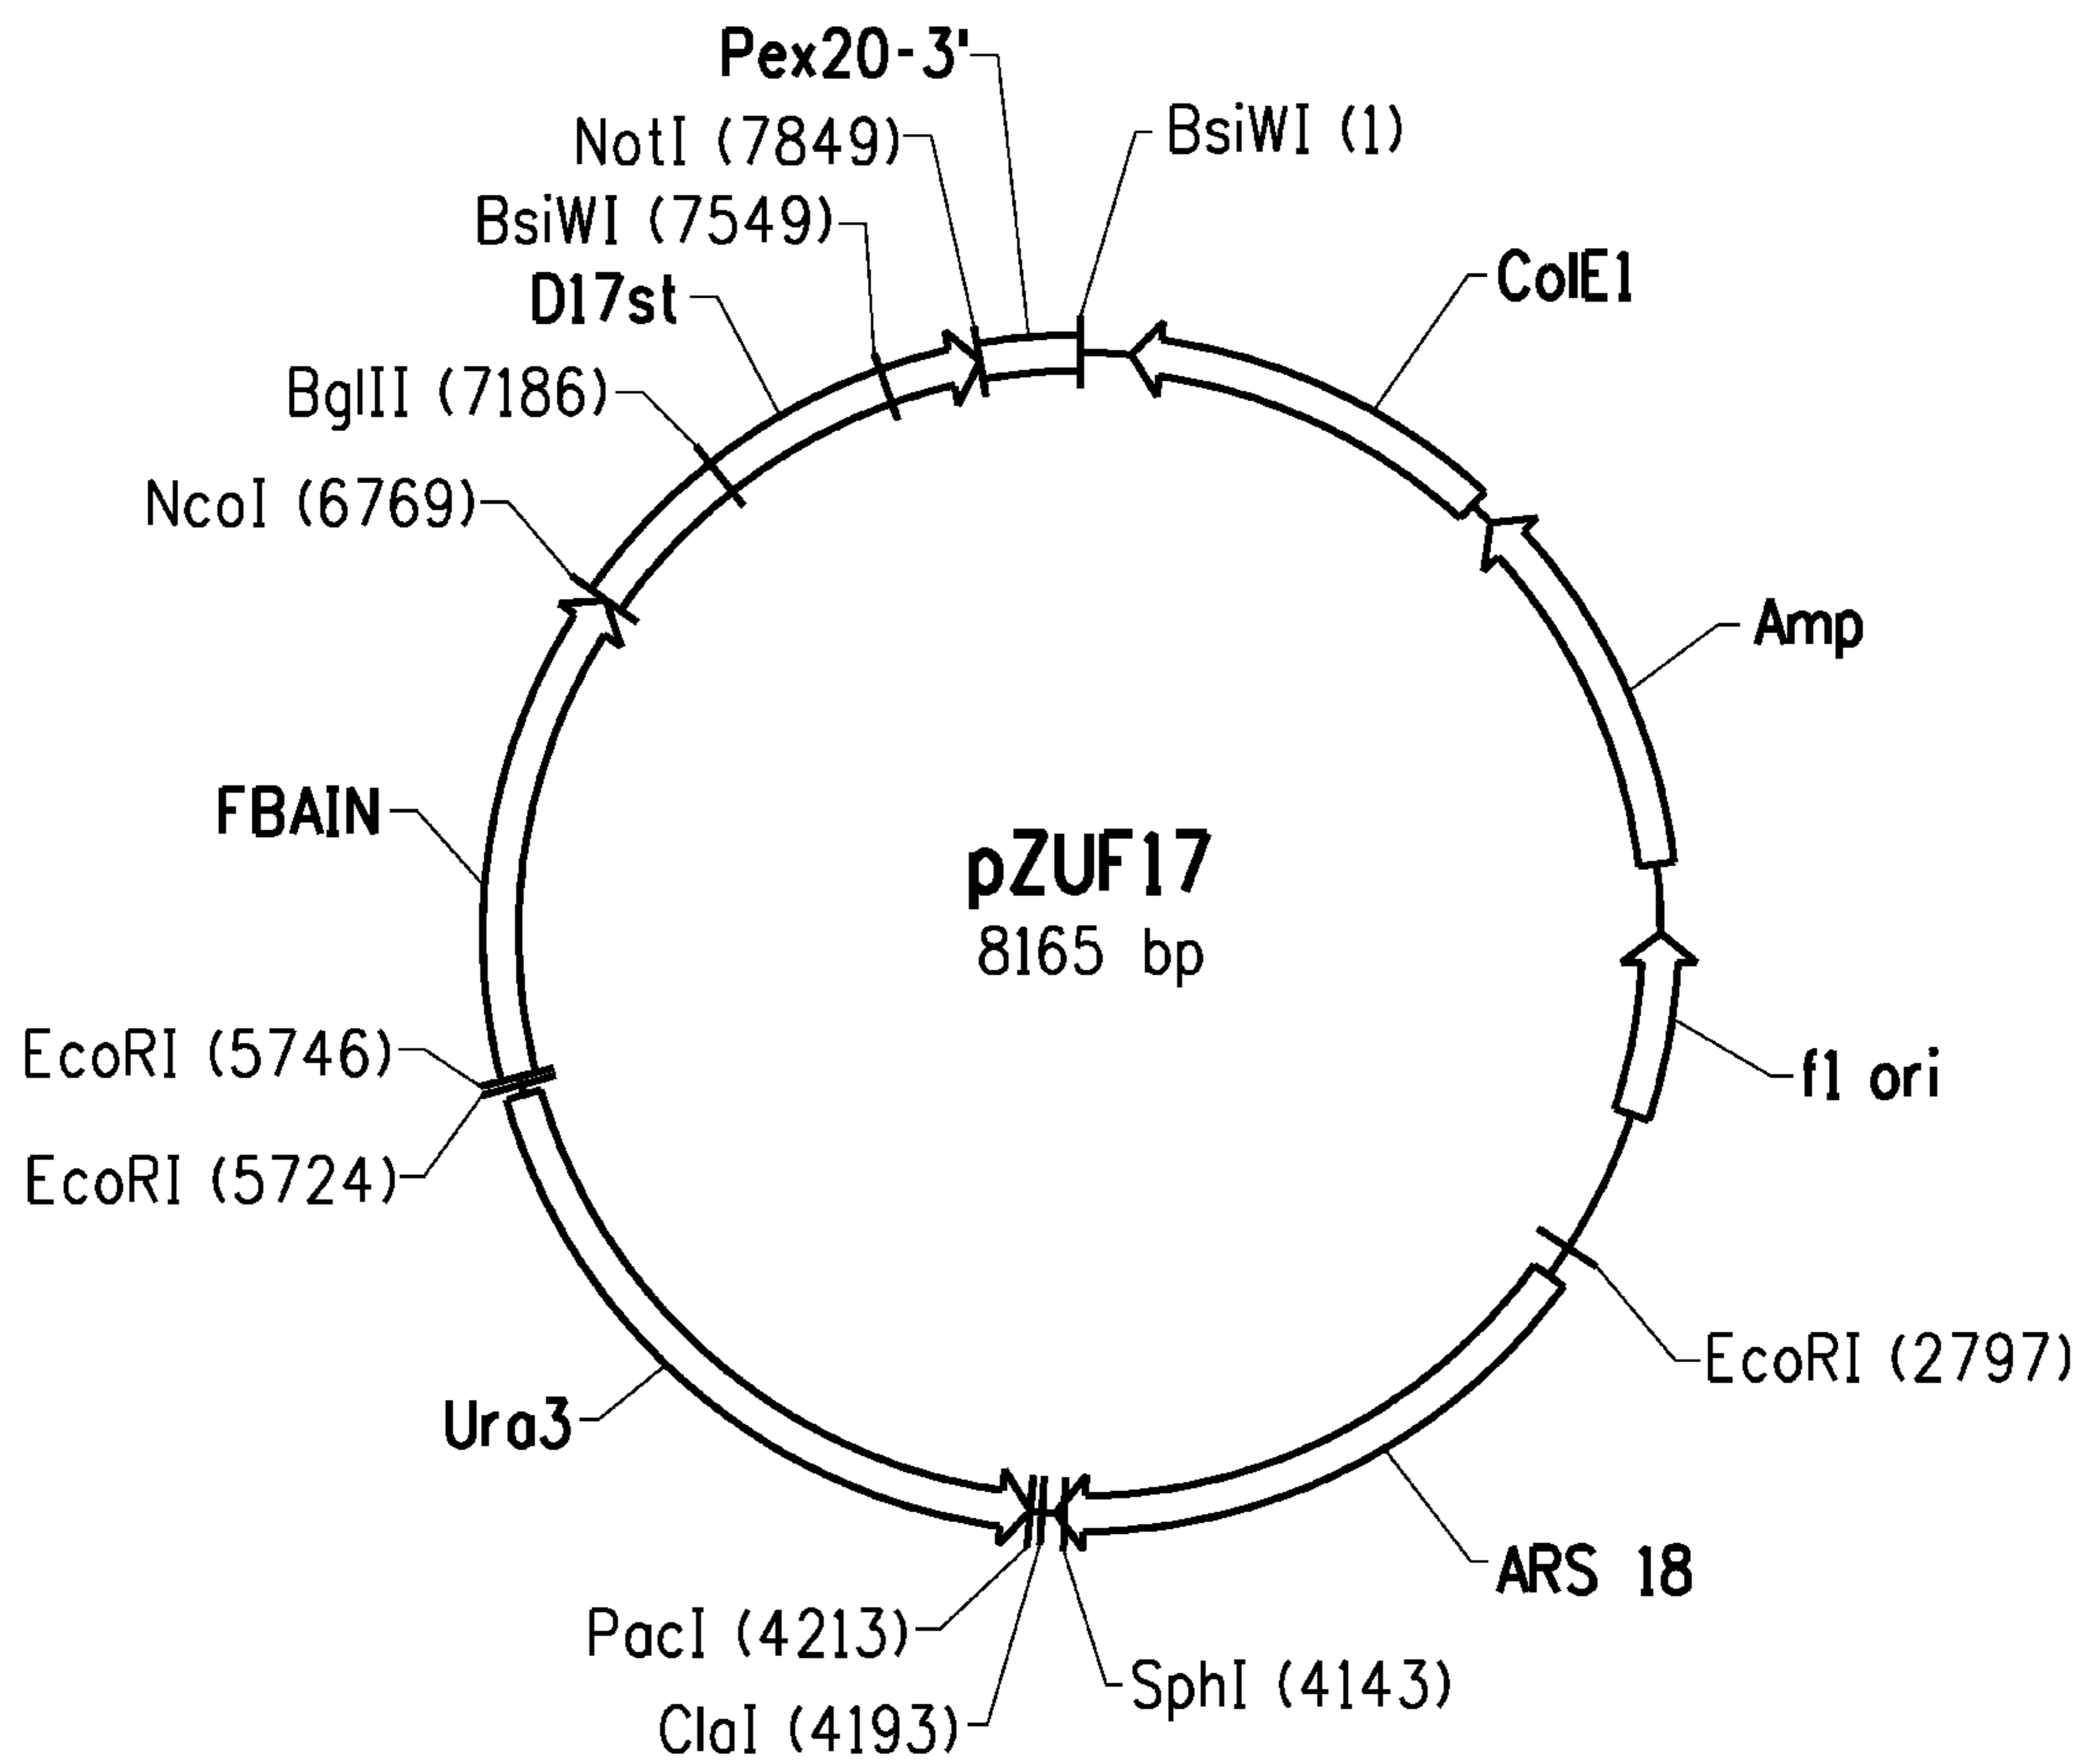 Pex20-3'
NotI (7849)
BsiWI (1)
BsiWI (7549)
D17st
ColE1
BglII (7186)
NcoI (6769)
Amp
FBAIN
pZUF17
8165 bp
EcoRI (5746)
f1 ori
EcoRI (5724)
EcoRI (2797)
Ura3
ARS 18
PacI (4213)
SphI (4143)
ClaI (4193)